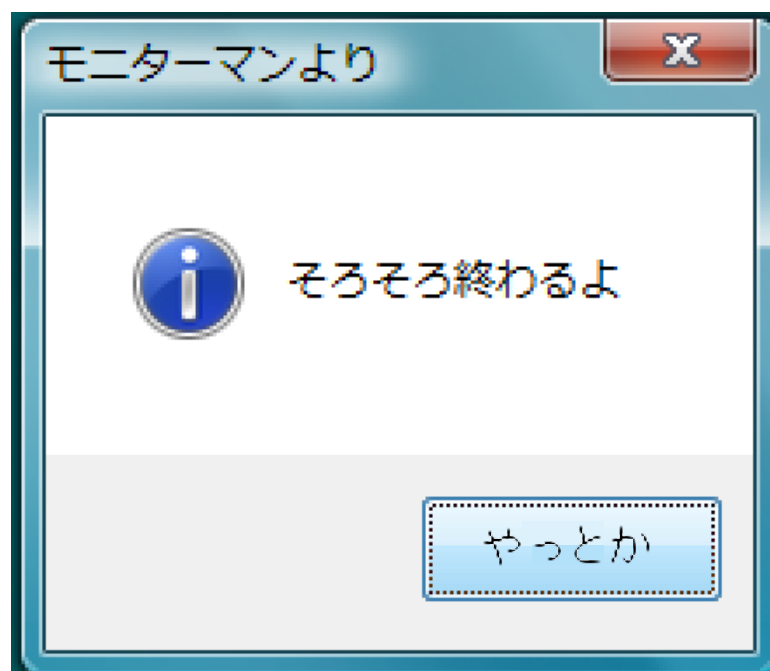 モニターマンより
そろそろ終わるよ
やっとか